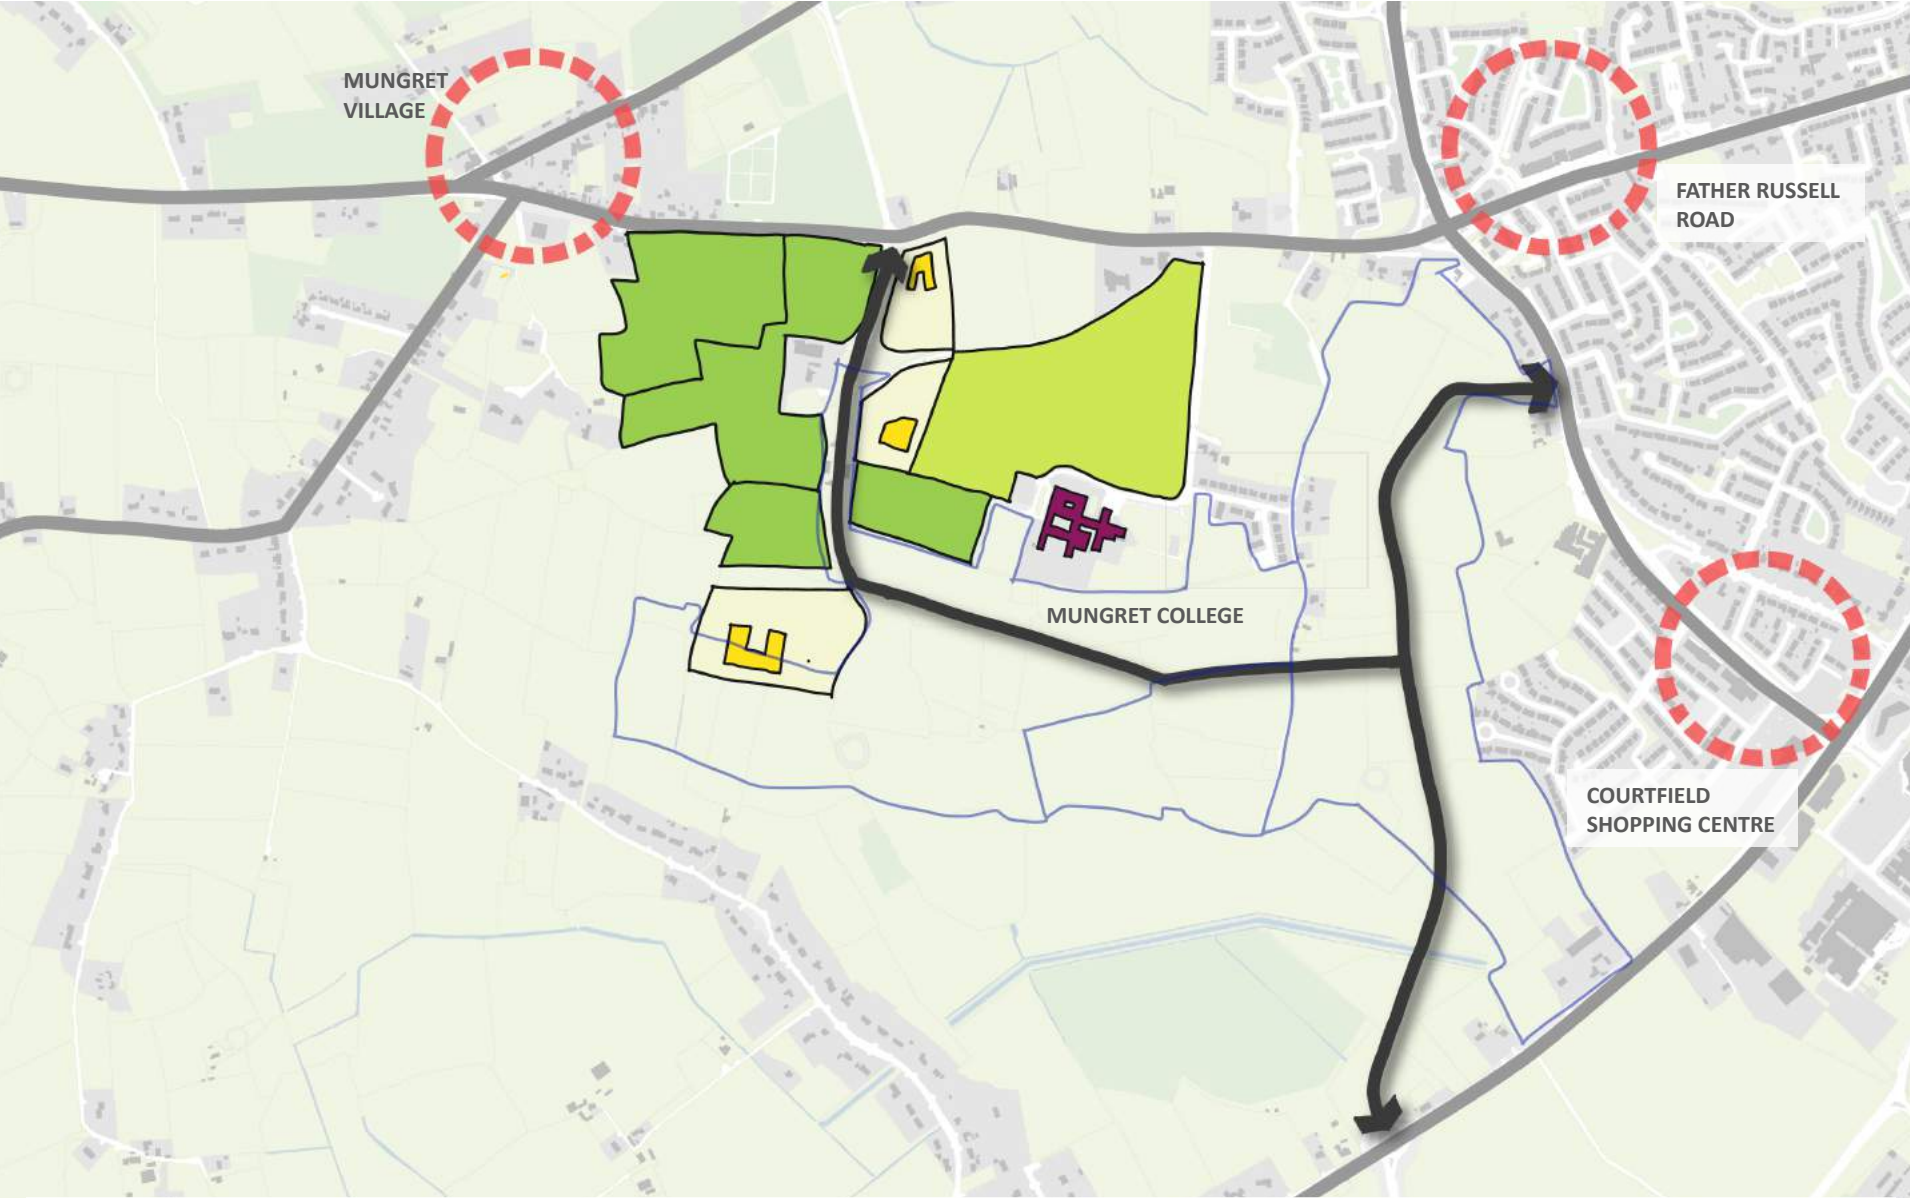 MUNGRET
VILLAGE
FATHER RUSSELL
ROAD
MUNGRET COLLEGE
COURTFIELD
SHOPPING CENTRE